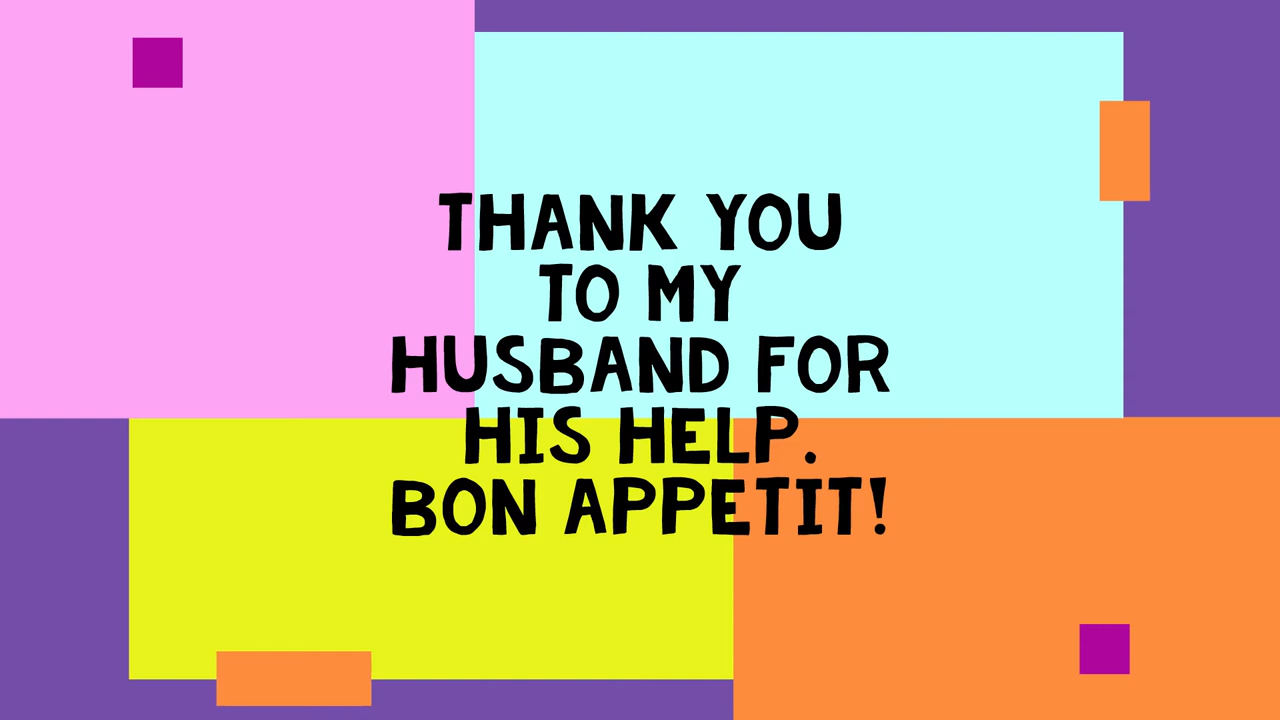 THANK YOU
TO MY
HUSBAND FOR
HIS HELP.
BON APPETIT!